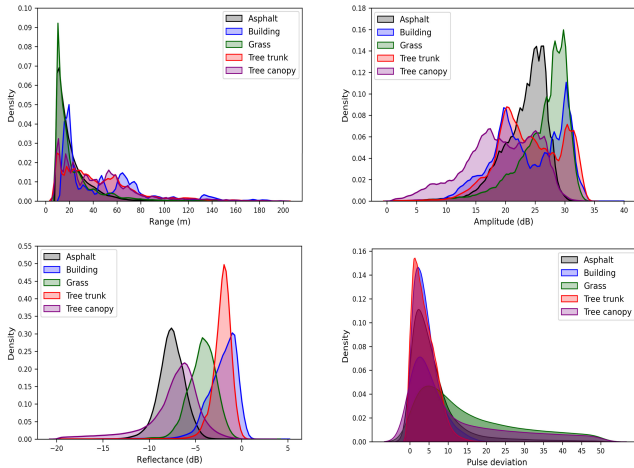 0.10
0.09
0.08
0.07
0.06
0.05
0.04
0.03
0.02
0.01
0.00
Density
0 20 40 60 80 100 120 140 160 180 200
Range (m)
Asphalt
Building
Grass
Tree trunk
Tree canopy
0.18
0.16
0.14
0.12
0.10
0.08
0.06
0.04
0.02
0.00
Density
0 5 10 15 20 25 30 35 40
Amplitude (dB)
Asphalt
Building
Grass
Tree trunk
Tree canopy
0.55
0.50
0.45
0.40
0.35
0.30
0.25
0.20
0.15
0.10
0.05
0.00
Density
−20 −10 0 5
Reflectance (dB)
Asphalt
Building
Grass
Tree trunk
Tree canopy
0.16
0.14
0.12
0.10
0.08
0.06
0.04
0.02
0.00
Density
0 5 10 15 20 25 30 35 40 45 50
Pulse deviation
Asphalt
Building
Grass
Tree trunk
Tree canopy